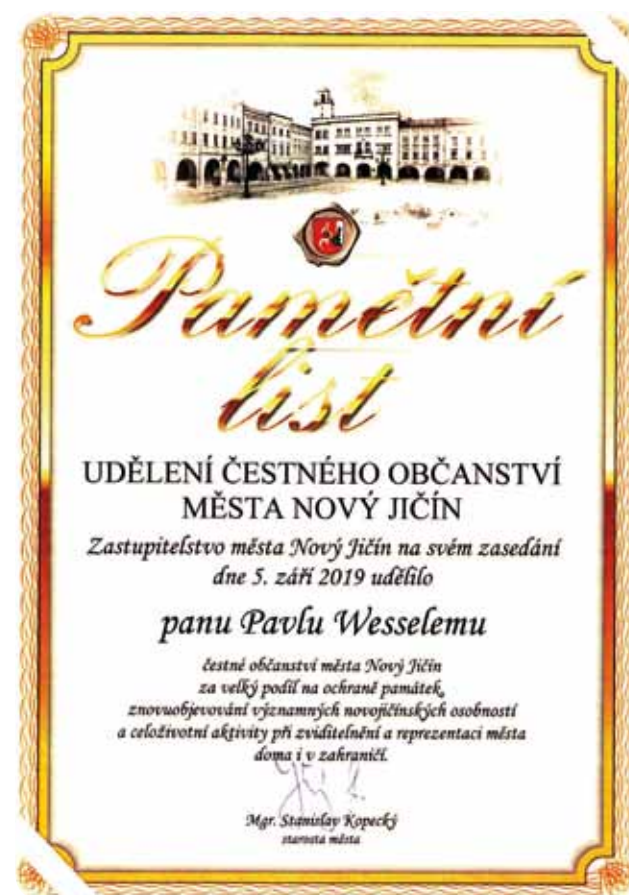 Pamětní
list
UDĚLENÍ ČESTNÉHO OBČANSTVÍ
MĚSTA NOVÝ JIČÍN
Zastupitelstvo města Nový Jičín na svém zasedání
dne 5. září 2019 udělilo
panu Pavlu Wesselemu
čestné občanství města Nový Jičín
za velký podíl na ochraně památek,
znovuobjevování významných novojičínských osobností
a celoživotní aktivity při zviditelnění a reprezentaci města
doma i v zahraničí.
Mgr. Stanislav Kopecký
starosta města